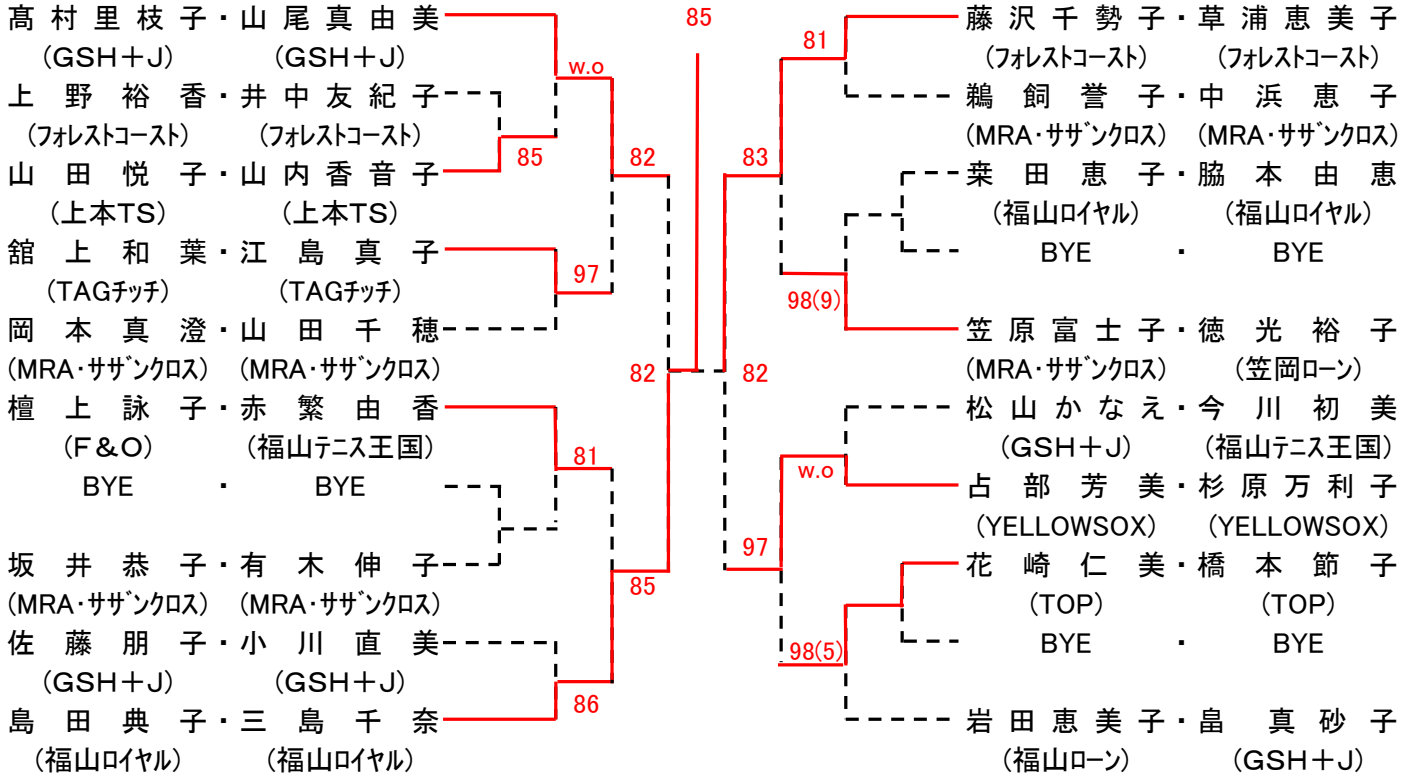 髙村里枝子・山尾真由美
(GSH+J) (GSH+J)
上野裕香・井中友紀子
(フォレストコースト) (フォレストコースト)
山田悦子・山内香音子
(上本TS) (上本TS)
舘上和葉・江島真子
(TAGチッチ) (TAGチッチ)
岡本真澄・山田千穂
(MRA・サザンクロス) (MRA・サザンクロス)
檀上詠子・赤繁由香
(F&O) (福山テニス王国)
BYE ・ BYE
坂井恭子・有木伸子
(MRA・サザンクロス) (MRA・サザンクロス)
佐藤朋子・小川直美
(GSH+J) (GSH+J)
島田典子・三島千奈
(福山ロイヤル) (福山ロイヤル)
w.o
85
82
97
82
81
85
86
85
81
83
98(9)
82
w.o
97
98(5)
藤沢千勢子・草浦恵美子
(フォレストコースト) (フォレストコースト)
鵜飼誉子・中浜恵子
(MRA・サザンクロス) (MRA・サザンクロス)
桒田恵子・脇本由恵
(福山ロイヤル) (福山ロイヤル)
BYE ・ BYE
笠原富士子・徳光裕子
(MRA・サザンクロス) (笠岡ローン)
松山かなえ・今川初美
(GSH+J) (福山テニス王国)
占部芳美・杉原万利子
(YELLOWSOX) (YELLOWSOX)
花崎仁美・橋本節子
(TOP) (TOP)
BYE ・ BYE
岩田恵美子・畠真砂子
(福山ローン) (GSH+J)